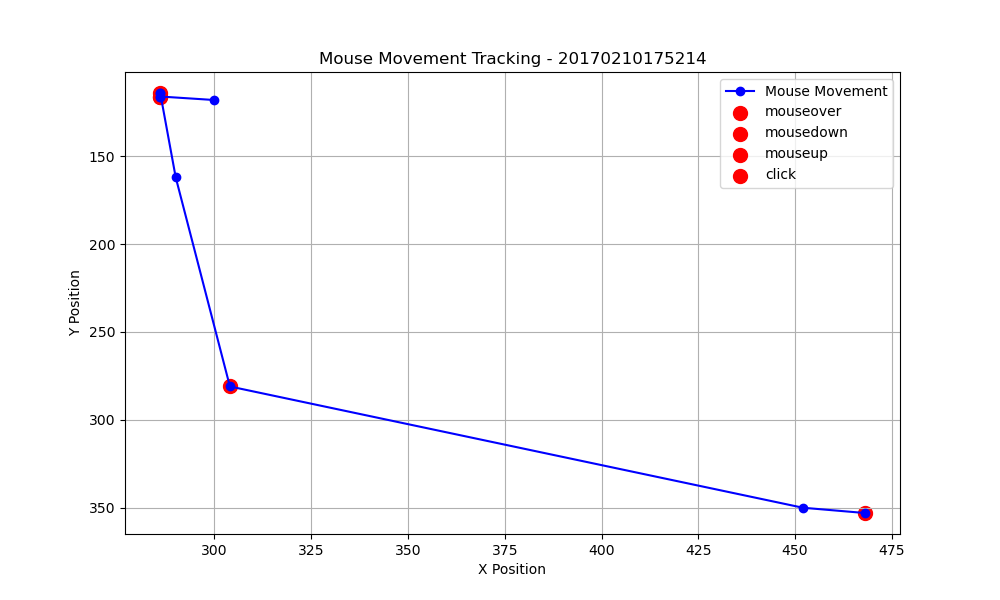 Mouse Movement Tracking - 20170210175214
Mouse Movement
mouseover
mousedown
mouseup
click
Y Position
150
200
250
300
350
300
325
350
375
400
425
450
475
X Position